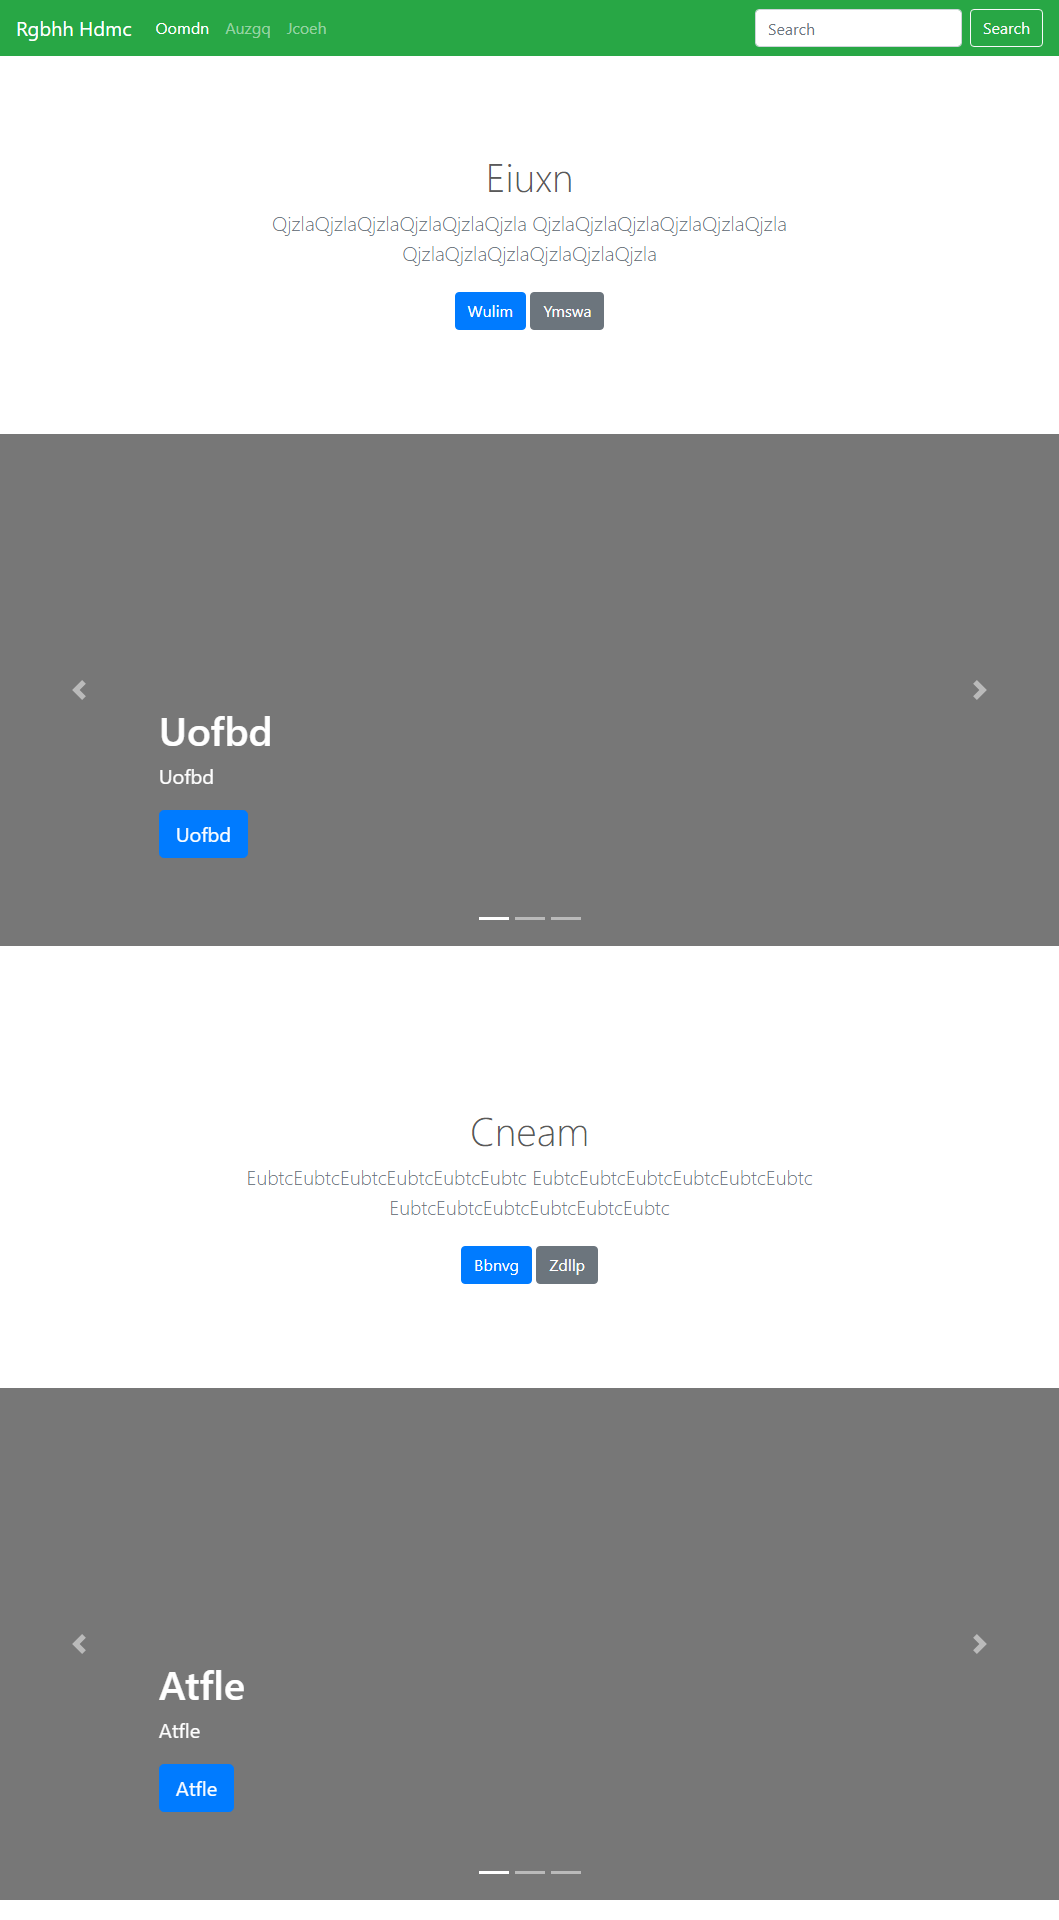 Rgbhh Hdmc Oomdn Auzgq Jcoeh Search Search
Eiuxn
QjzlaQjzlaQjzlaQjzlaQjzlaQjzla QjzlaQjzlaQjzlaQjzlaQjzlaQjzla
QjzlaQjzlaQjzlaQjzlaQjzlaQjzla
Wulim Ymswa
Uofbd
Uofbd
Uofbd
Cneam
EubtcEubtcEubtcEubtcEubtcEubtc EubtcEubtcEubtcEubtcEubtcEubtc
EubtcEubtcEubtcEubtcEubtcEubtc
Bbnvg Zdllp
Atfle
Atfle
Atfle